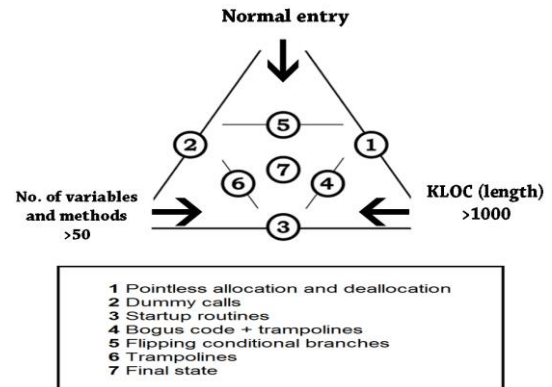 Normal entry
5
2
1
7
6
4
No. of variables
and methods
>50
KLOC (length)
>1000
3
1 Pointless allocation and deallocation
2 Dummy calls
3 Startup routines
4 Bogus code + trampolines
5 Flipping conditional branches
6 Trampolines
7 Final state